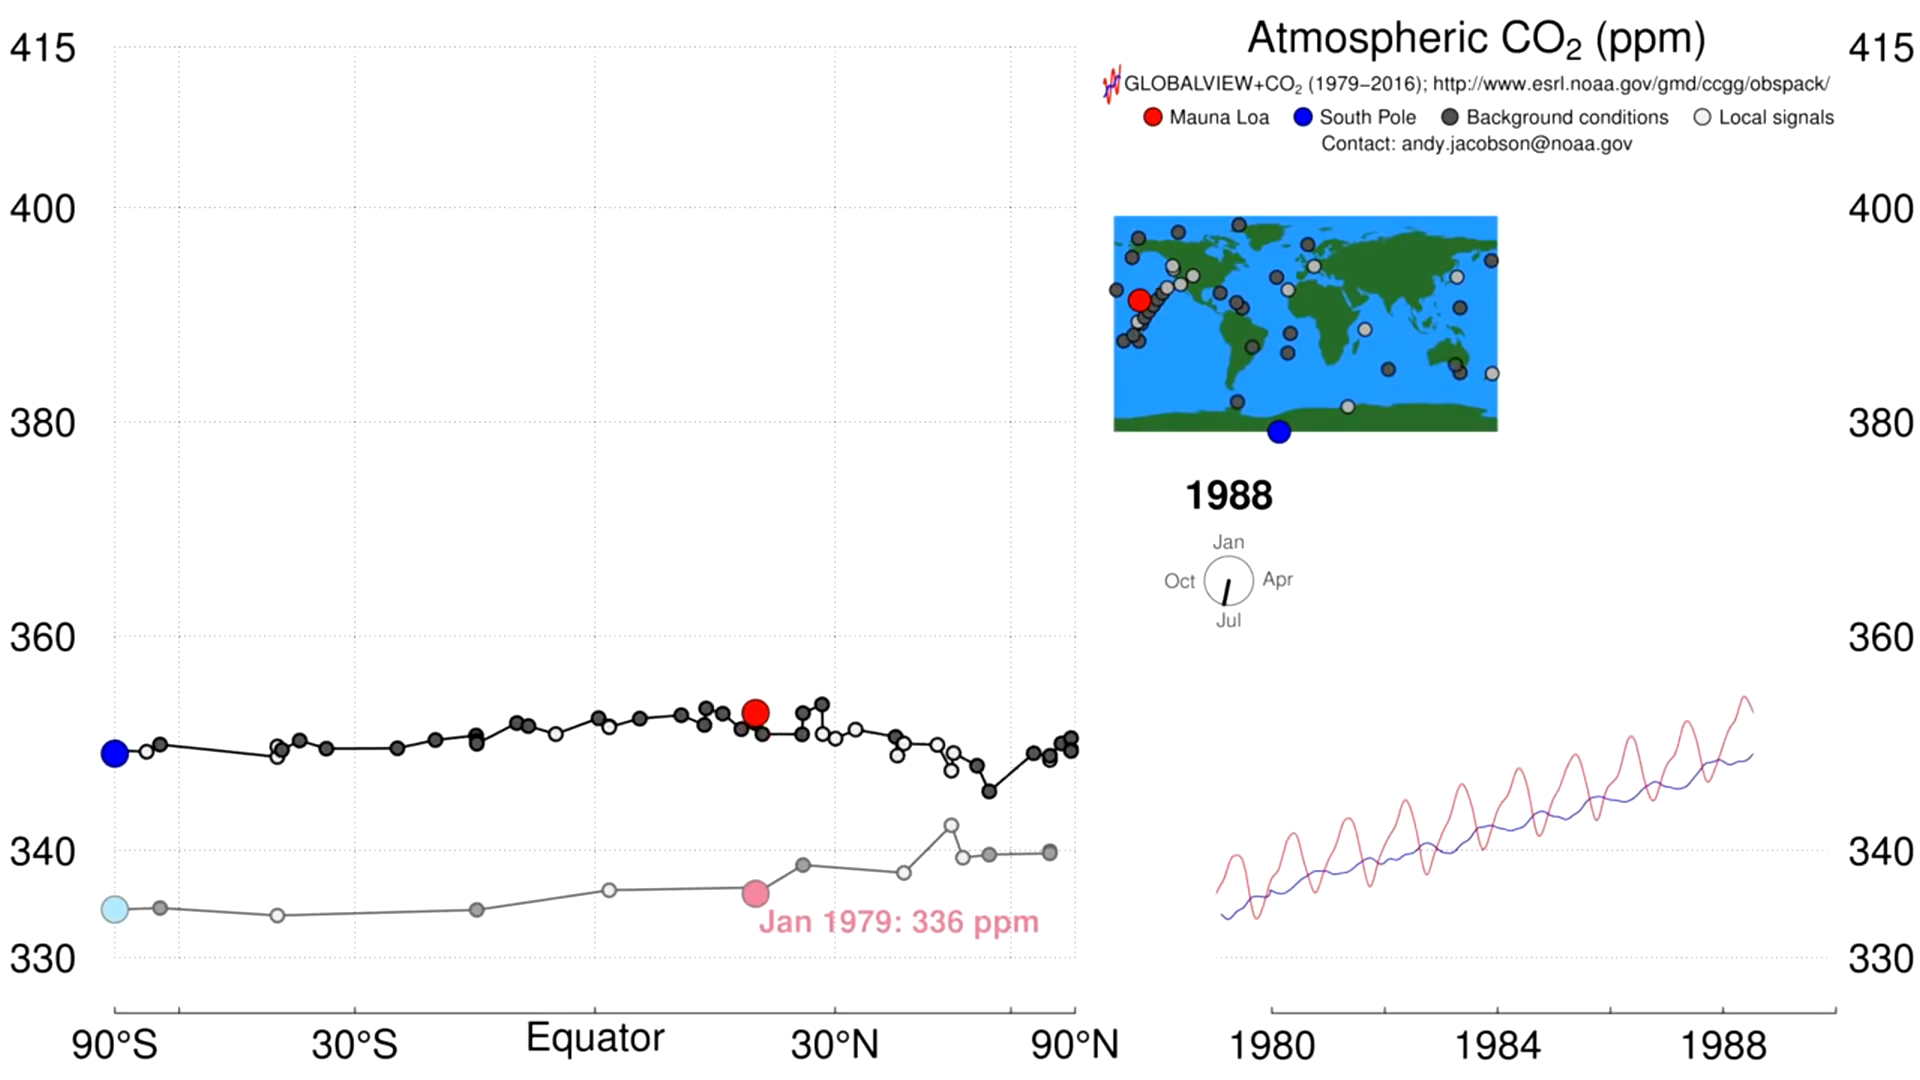 Atmospheric CO₂ (ppm)
GLOBALVIEW+CO₂ (1979−2016); http://www.esrl.noaa.gov/gmd/ccgg/obspack/
Mauna Loa South Pole Background conditions Local signals
Contact: andy.jacobson@noaa.gov
415
400
380
360
340
330
415
400
380
360
340
330
1988
Jan
Oct Apr
Jul
Jan 1979: 336 ppm
90°S 30°S Equator 30°N 90°N
1980 1984 1988